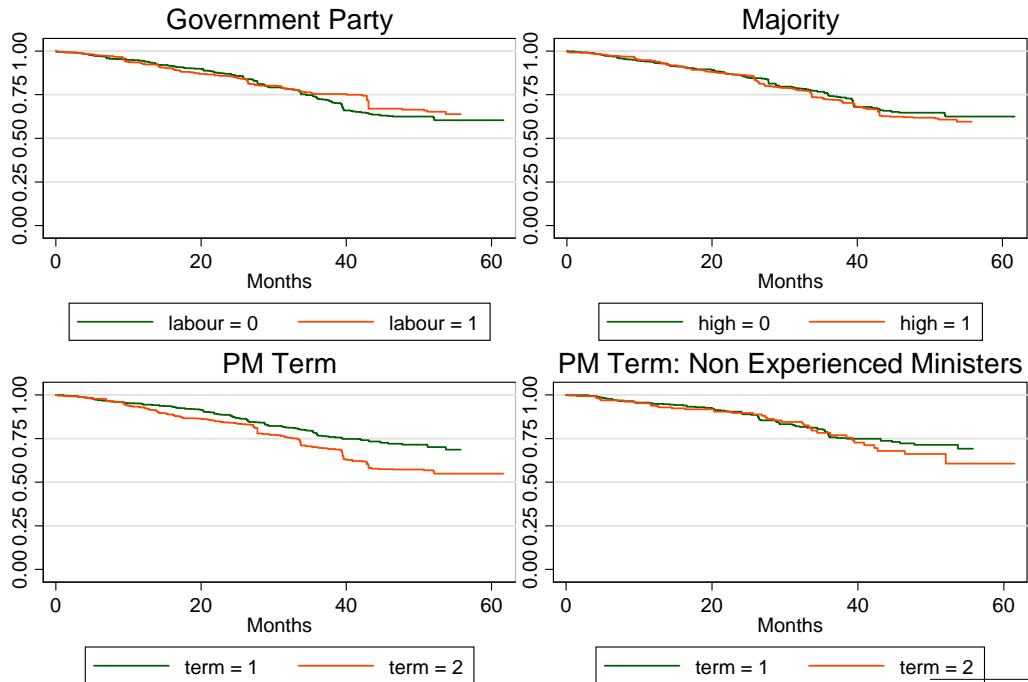 Government Party
1.00
0.75
0.50
0.25
0.00
0 20 40 60
Months
labour = 0 labour = 1
Majority
1.00
0.75
0.50
0.25
0.00
0 20 40 60
Months
high = 0 high = 1
PM Term
1.00
0.75
0.50
0.25
0.00
0 20 40 60
Months
term = 1 term = 2
PM Term: Non Experienced Ministers
1.00
0.75
0.50
0.25
0.00
0 20 40 60
Months
term = 1 term = 2